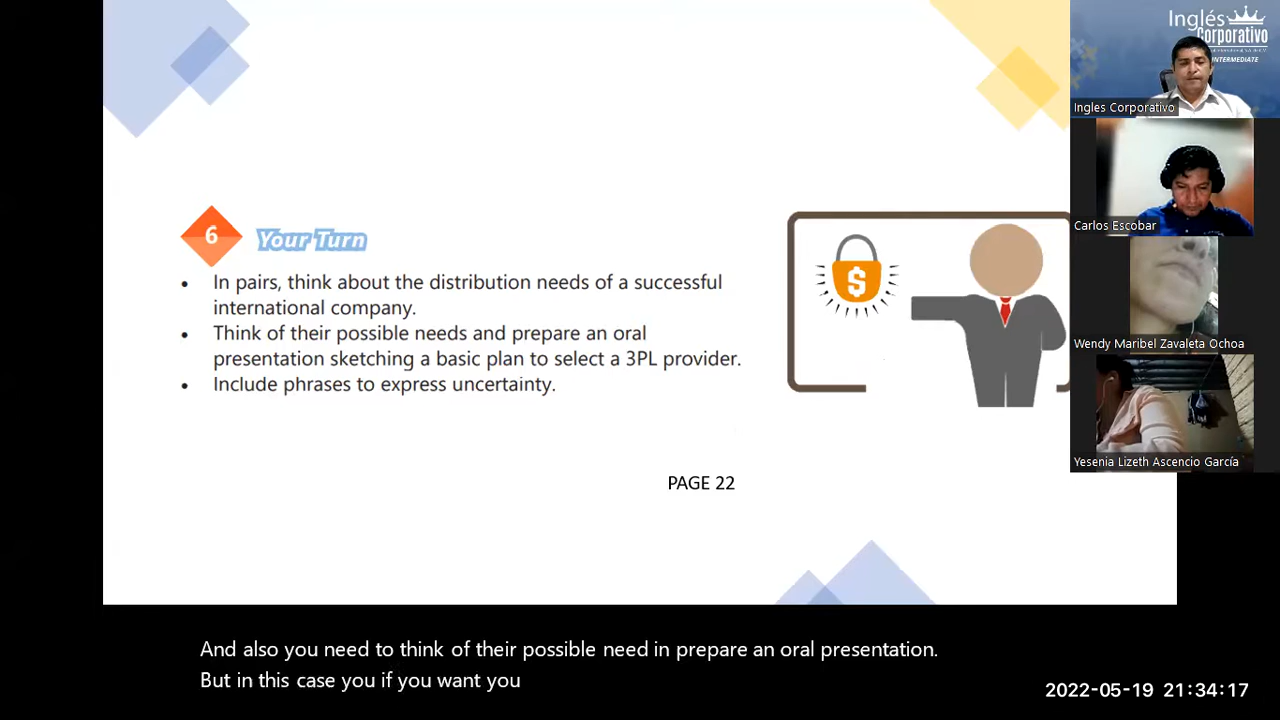 6
Your Turn
• In pairs, think about the distribution needs of a successful
international company.
• Think of their possible needs and prepare an oral
presentation sketching a basic plan to select a 3PL provider.
• Include phrases to express uncertainty.
$
PAGE 22
Inglés
Corporativo
INTERMEDIATE
Ingles Corporativo
Carlos Escobar
Wendy Maribel Zavaleta Ochoa
Yesenia Lizeth Ascencio García
And also you need to think of their possible need in prepare an oral presentation.
But in this case you if you want you
2022-05-19 21:34:17